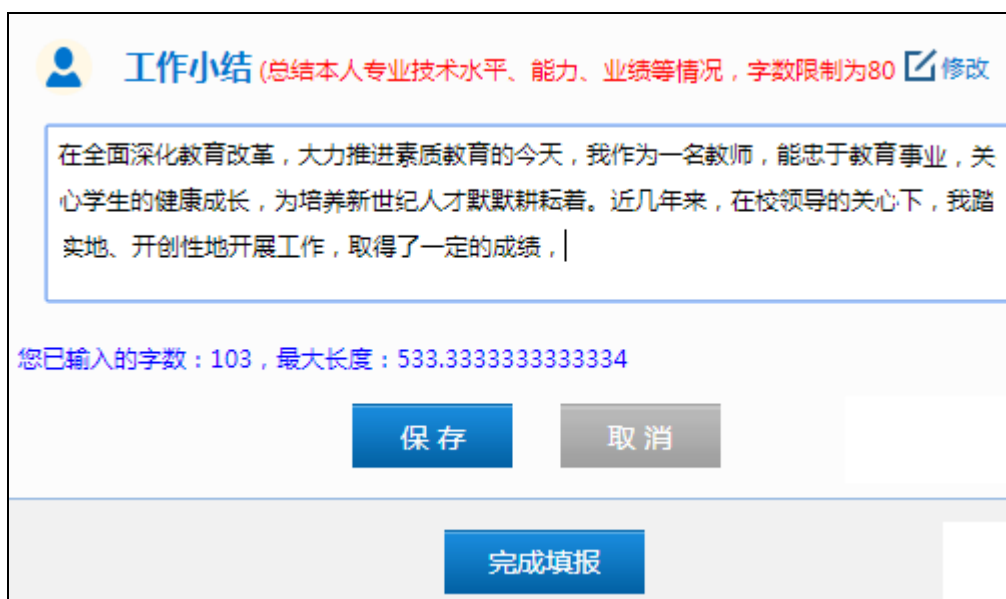 工作小结 (总结本人专业技术水平、能力、业绩等情况，字数限制为80 修改
在全面深化教育改革，大力推进素质教育的今天，我作为一名教师，能忠于教育事业，关
心学生的健康成长，为培养新世纪人才默默耕耘着。近几年来，在校领导的关心下，我踏
实地、开创性地开展工作，取得了一定的成绩，
您已输入的字数：103，最大长度：533.3333333333334
保 存 取 消
完成填报